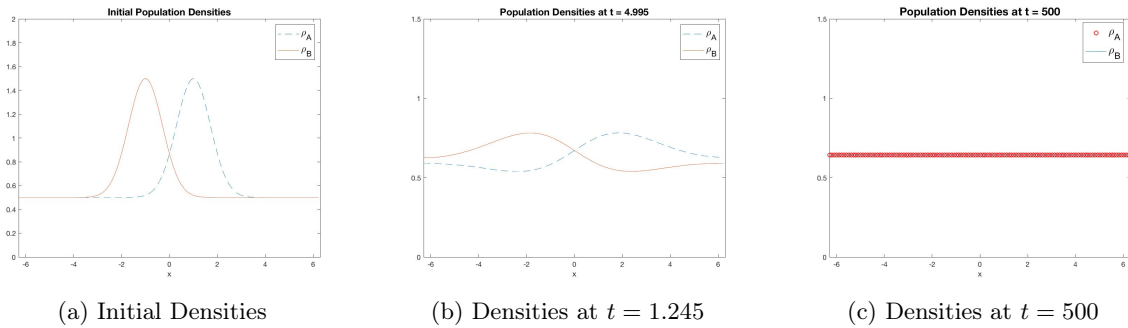 Initial Population Densities
2
1.8
1.6
1.4
1.2
1
0.8
0.6
0.4
0.2
0
-6 -4 -2 0 2 4 6
x
ρA
ρB
(a) Initial Densities
Population Densities at t = 4.995
1.5
1
0.5
0
-6 -4 -2 0 2 4 6
x
ρA
ρB
(b) Densities at t = 1.245
Population Densities at t = 500
1.5
1
0.5
0
-6 -4 -2 0 2 4 6
x
ρA
ρB
(c) Densities at t = 500